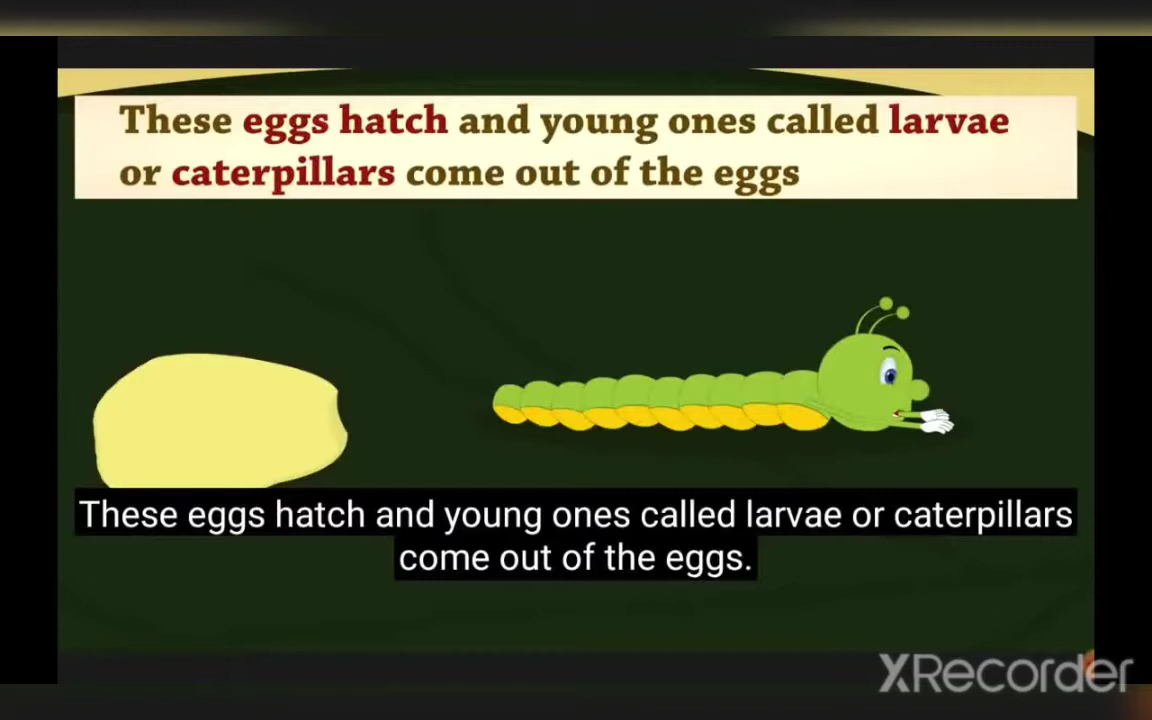 These eggs hatch and young ones called larvae
or caterpillars come out of the eggs
These eggs hatch and young ones called larvae or caterpillars
come out of the eggs.
XRecorder